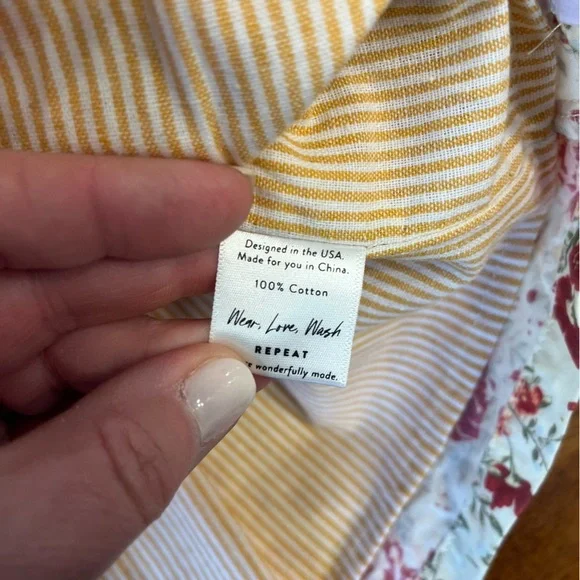 Designed in the USA.
Made for you in China.
100% Cotton
Wear, Love, Wash
REPEAT
wonderfully made.